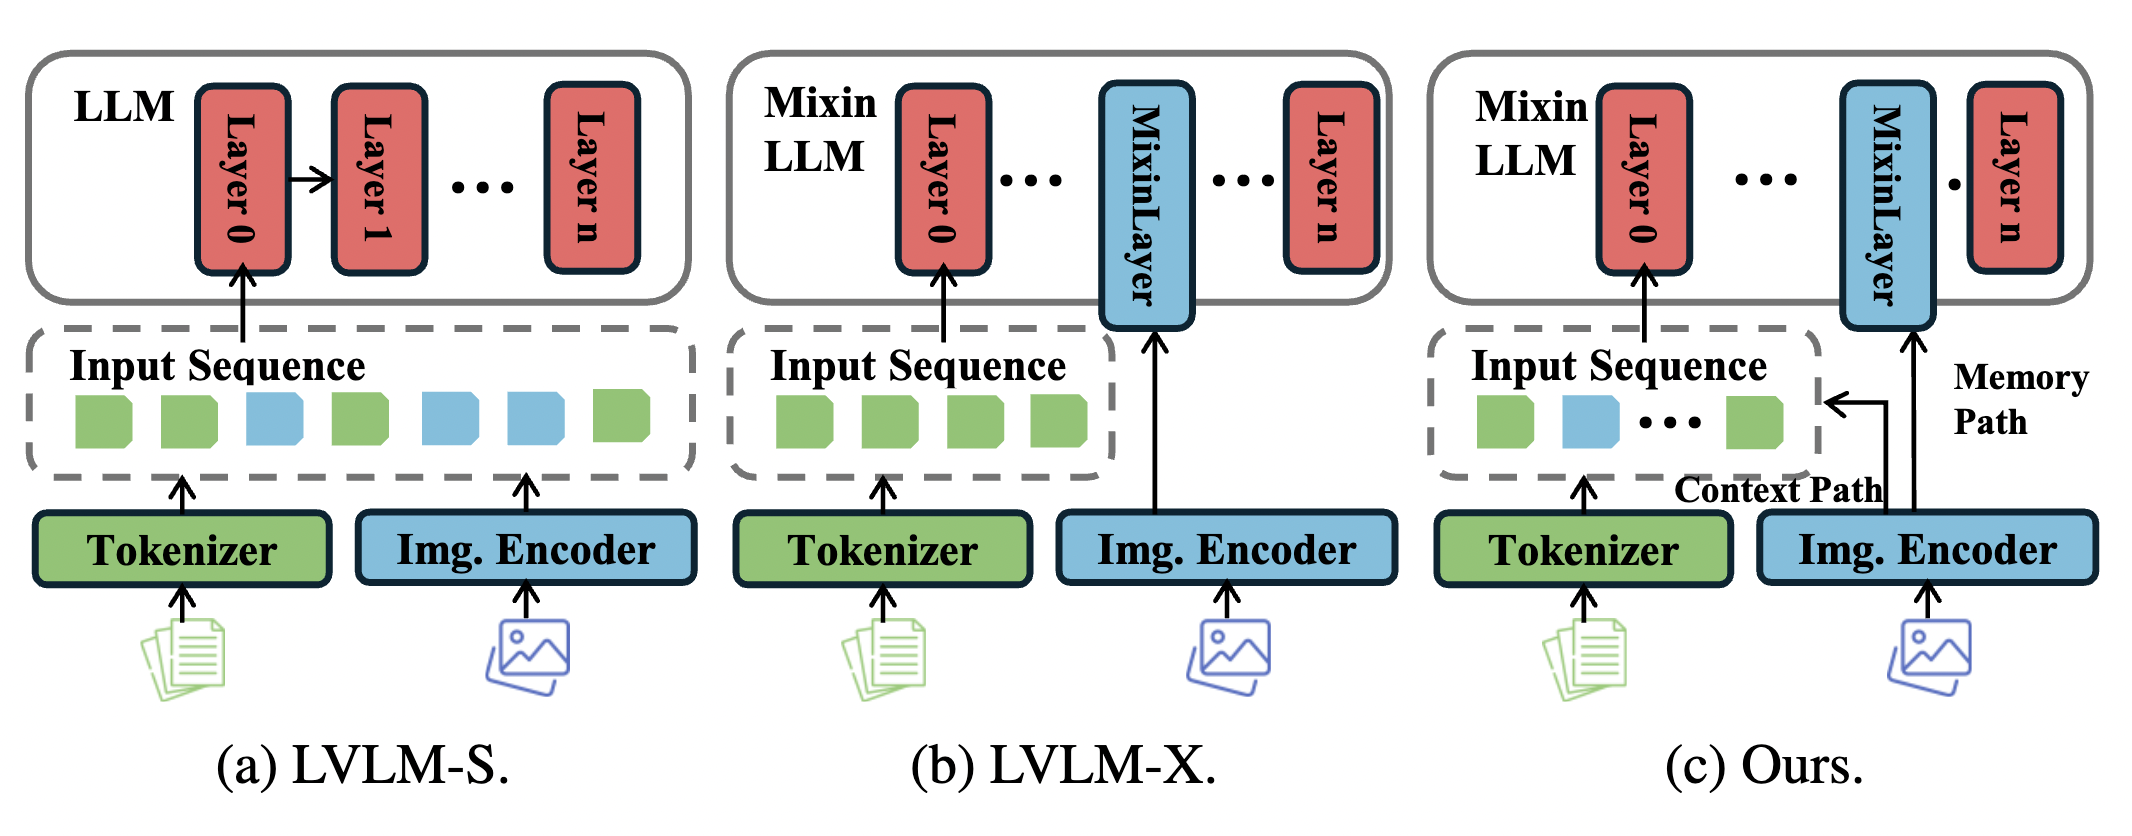 LLM
Layer 0
Layer 1
...
Layer n
Input Sequence
Tokenizer
Img. Encoder
(a) LVLM-S.
Mixin
LLM
Layer 0
...
MixinLayer
...
Layer n
Input Sequence
Tokenizer
Img. Encoder
(b) LVLM-X.
Mixin
LLM
Layer 0
...
MixinLayer
.
Layer n
Input Sequence
...
Memory
Path
Context Path
Tokenizer
Img. Encoder
(c) Ours.